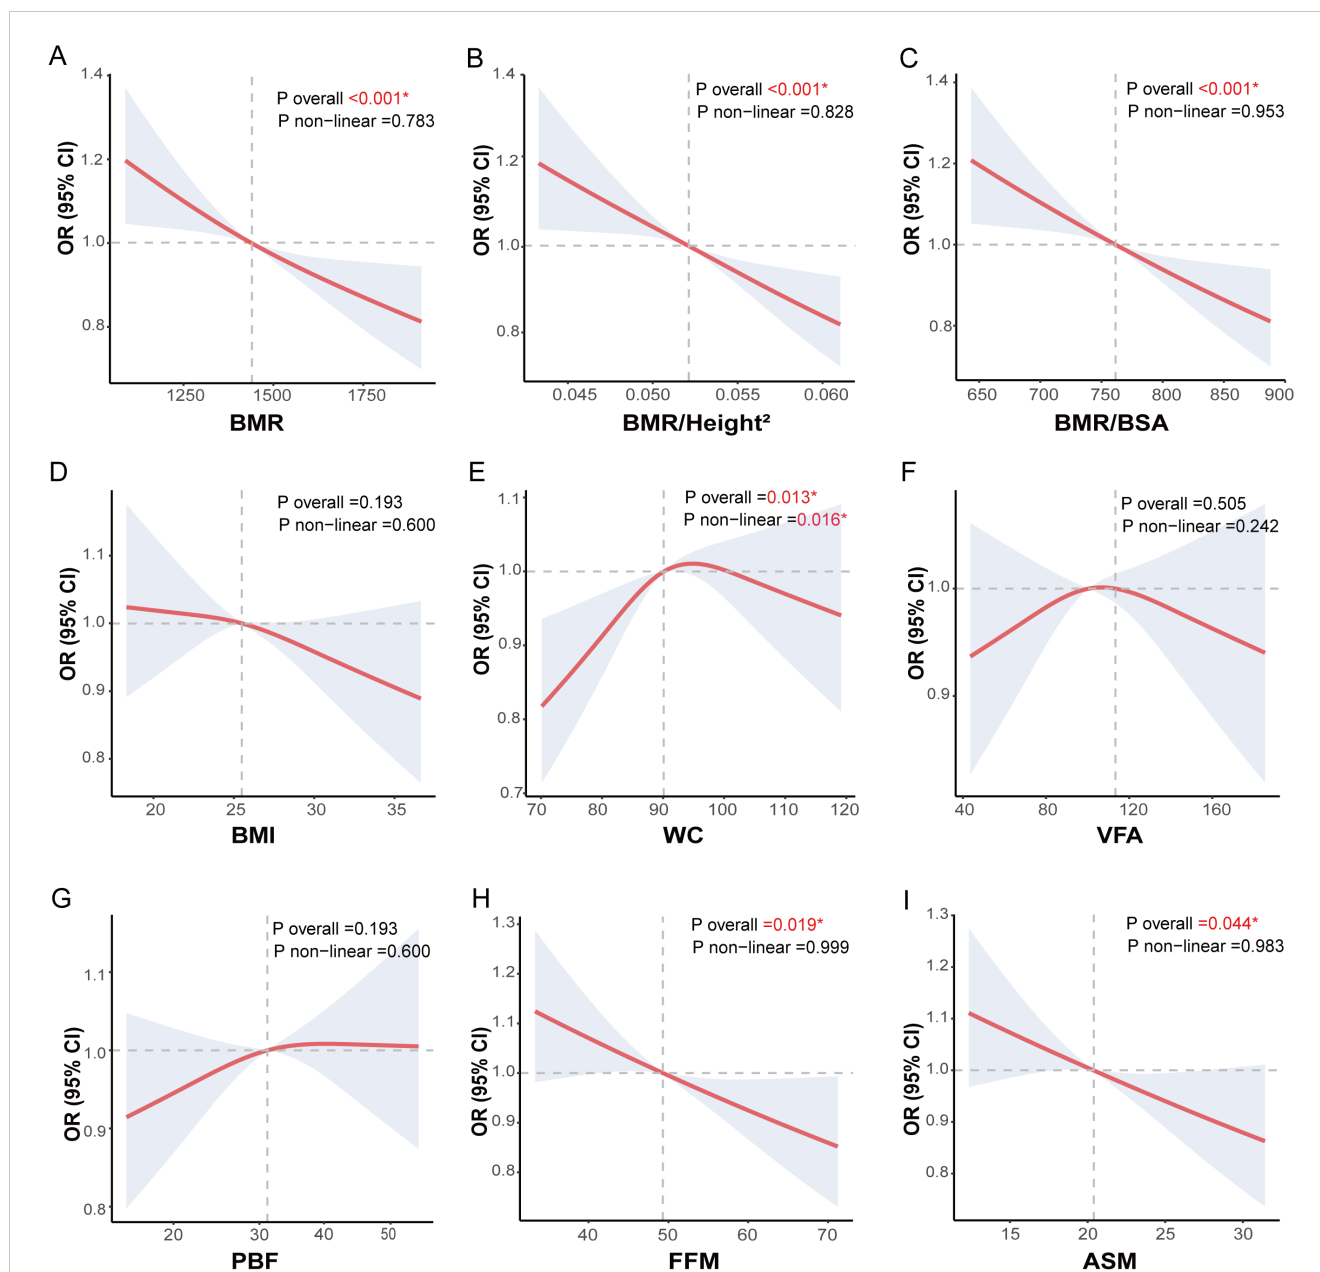 A
P overall <0.001*
P non−linear =0.783
OR (95% CI)
1.4
1.2
1.0
0.8
1250 1500 1750
BMR
B
P overall <0.001*
P non−linear =0.828
OR (95% CI)
1.4
1.2
1.0
0.8
0.045 0.050 0.055 0.060
BMR/Height²
C
P overall <0.001*
P non−linear =0.953
OR (95% CI)
1.4
1.2
1.0
0.8
650 700 750 800 850 900
BMR/BSA
D
P overall =0.193
P non−linear =0.600
OR (95% CI)
1.1
1.0
0.9
0.8
20 25 30 35
BMI
E
P overall =0.013*
P non−linear =0.016*
OR (95% CI)
1.1
1.0
0.9
0.8
0.7
70 80 90 100 110 120
WC
F
P overall =0.505
P non−linear =0.242
OR (95% CI)
1.0
0.9
40 80 120 160
VFA
G
P overall =0.193
P non−linear =0.600
OR (95% CI)
1.1
1.0
0.9
0.8
20 30 40 50
PBF
H
P overall =0.019*
P non−linear =0.999
OR (95% CI)
1.3
1.2
1.1
1.0
0.9
0.8
40 50 60 70
FFM
I
P overall =0.044*
P non−linear =0.983
OR (95% CI)
1.3
1.2
1.1
1.0
0.9
0.8
15 20 25 30
ASM